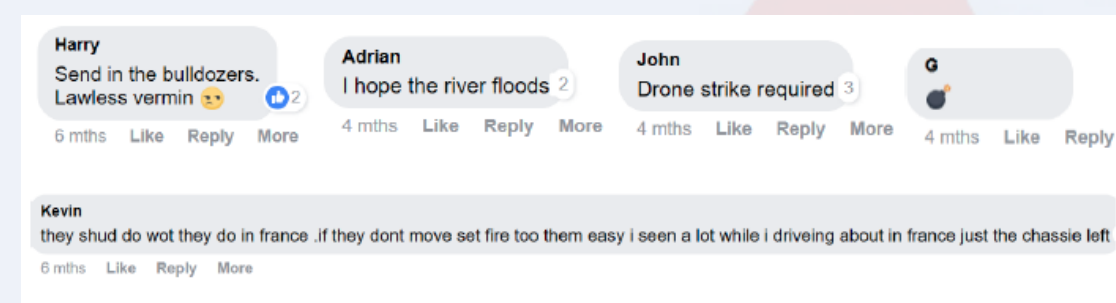 Harry
Send in the bulldozers.
Lawless vermin 😒
2
6 mths Like Reply More
Adrian
I hope the river floods 2
4 mths Like Reply More
John
Drone strike required 3
4 mths Like Reply More
G
💣
4 mths Like Reply
Kevin
they shud do wot they do in france .if they dont move set fire too them easy i seen a lot while i driveing about in france just the chassie left
6 mths Like Reply More